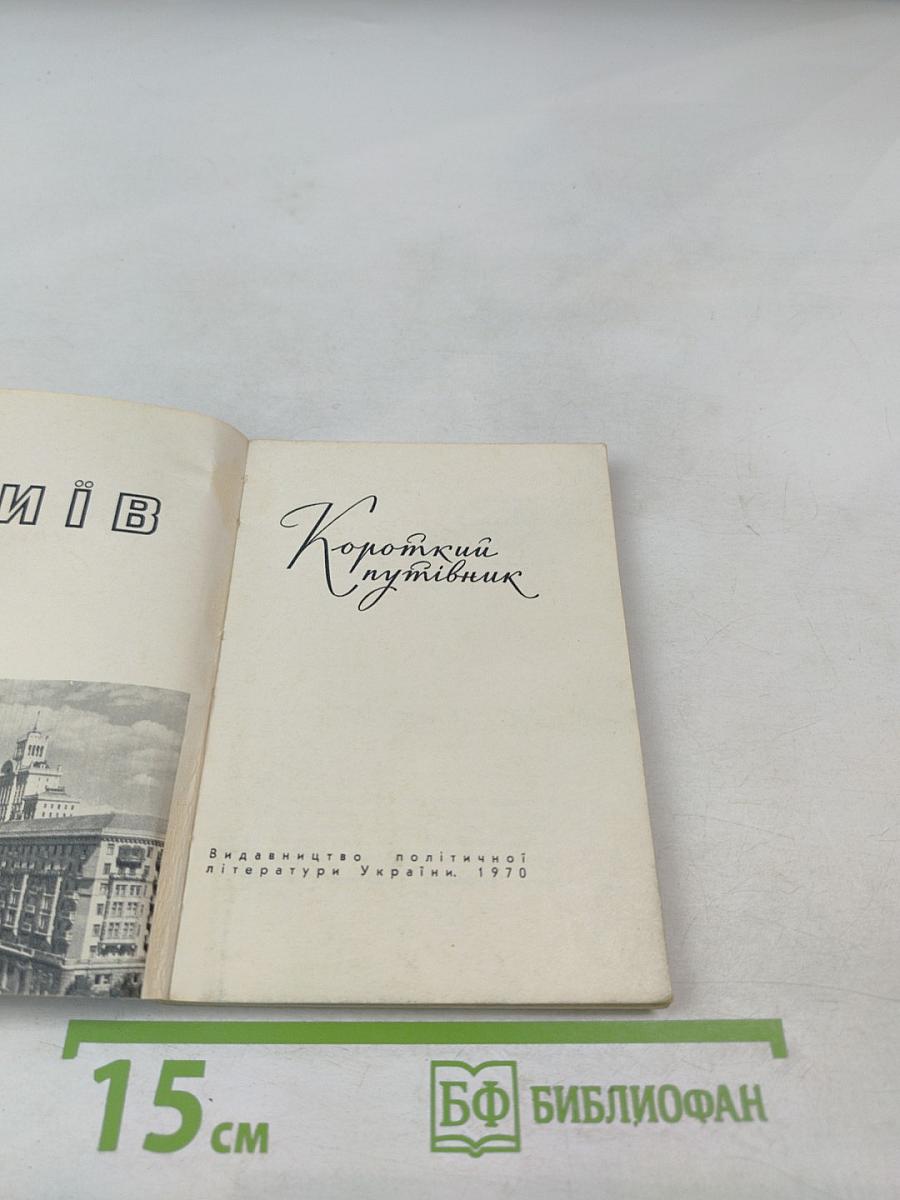 иїв
Короткий
путівник
Видавництво політичної
літератури України. 1970
15 см
БФ БИБЛИОФАН